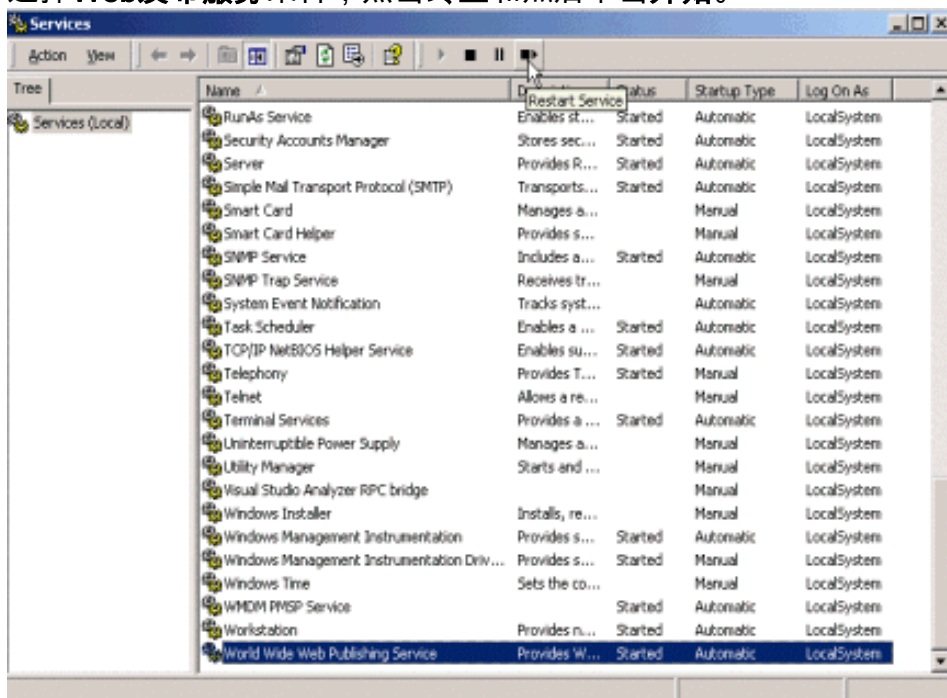 Services
Action View
Tree
Services (Local)
Name Status Startup Type Log On As
Restart Service
RunAs Service Enables st... Started Automatic LocalSystem
Security Accounts Manager Stores sec... Started Automatic LocalSystem
Server Provides R... Started Automatic LocalSystem
Simple Mail Transport Protocol (SMTP) Transports... Started Automatic LocalSystem
Smart Card Manages a... Manual LocalSystem
Smart Card Helper Provides s... Manual LocalSystem
SNMP Service Includes a... Started Automatic LocalSystem
SNMP Trap Service Receives tr... Manual LocalSystem
System Event Notification Tracks syst... Automatic LocalSystem
Task Scheduler Enables a ... Started Automatic LocalSystem
TCP/IP NetBIOS Helper Service Enables su... Started Automatic LocalSystem
Telephony Provides T... Started Manual LocalSystem
Telnet Allows a re... Manual LocalSystem
Terminal Services Provides a ... Started Automatic LocalSystem
Uninterruptible Power Supply Manages a... Manual LocalSystem
Utility Manager Starts and ... Manual LocalSystem
Visual Studio Analyzer RPC bridge Manual LocalSystem
Windows Installer Installs, re... Manual LocalSystem
Windows Management Instrumentation Provides s... Started Automatic LocalSystem
Windows Management Instrumentation Driv... Provides s... Started Manual LocalSystem
Windows Time Sets the co... Manual LocalSystem
WMDM PMSP Service Started Automatic LocalSystem
Workstation Provides n... Started Automatic LocalSystem
World Wide Web Publishing Service Provides W... Started Automatic LocalSystem